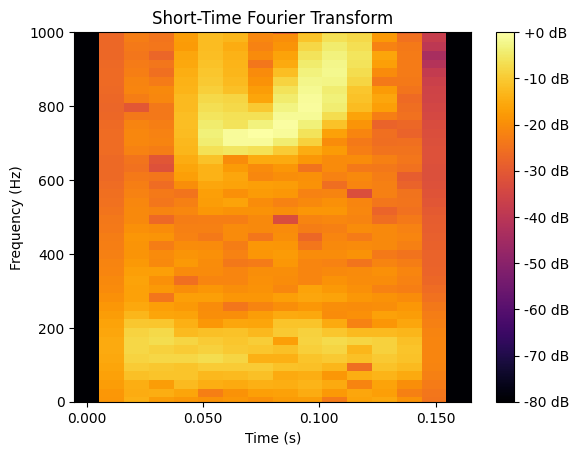 Short-Time Fourier Transform
1000
800
600
400
200
0
Frequency (Hz)
0.000
0.050
0.100
0.150
Time (s)
+0 dB
-10 dB
-20 dB
-30 dB
-40 dB
-50 dB
-60 dB
-70 dB
-80 dB